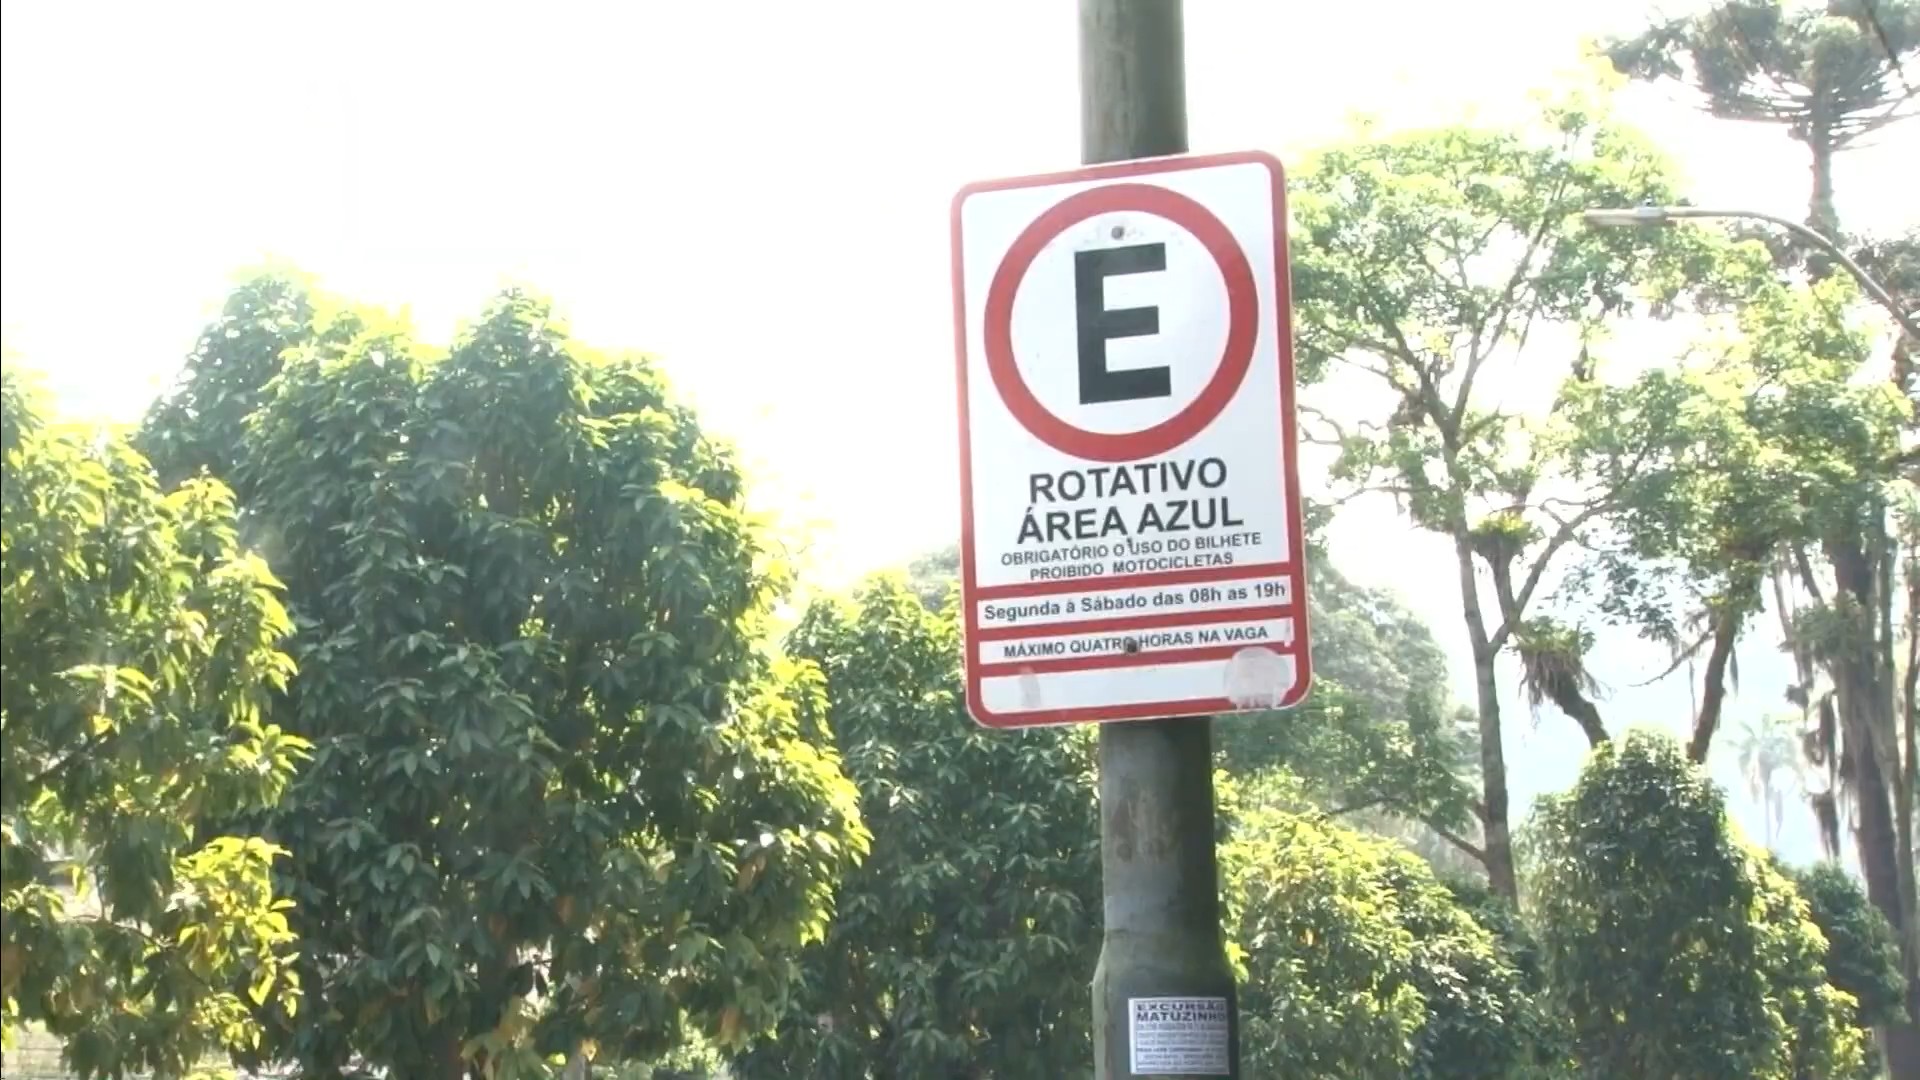 E
ROTATIVO
ÁREA AZUL
OBRIGATÓRIO O USO DO BILHETE
PROIBIDO MOTOCICLETAS
Segunda à Sábado das 08h as 19h
MÁXIMO QUATRO HORAS NA VAGA
EXCURSÃO
MATUZINHO